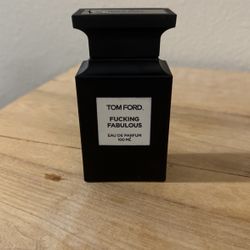 TOM FORD
FUCKING
FABULOUS
EAU DE PARFUM
100 ML